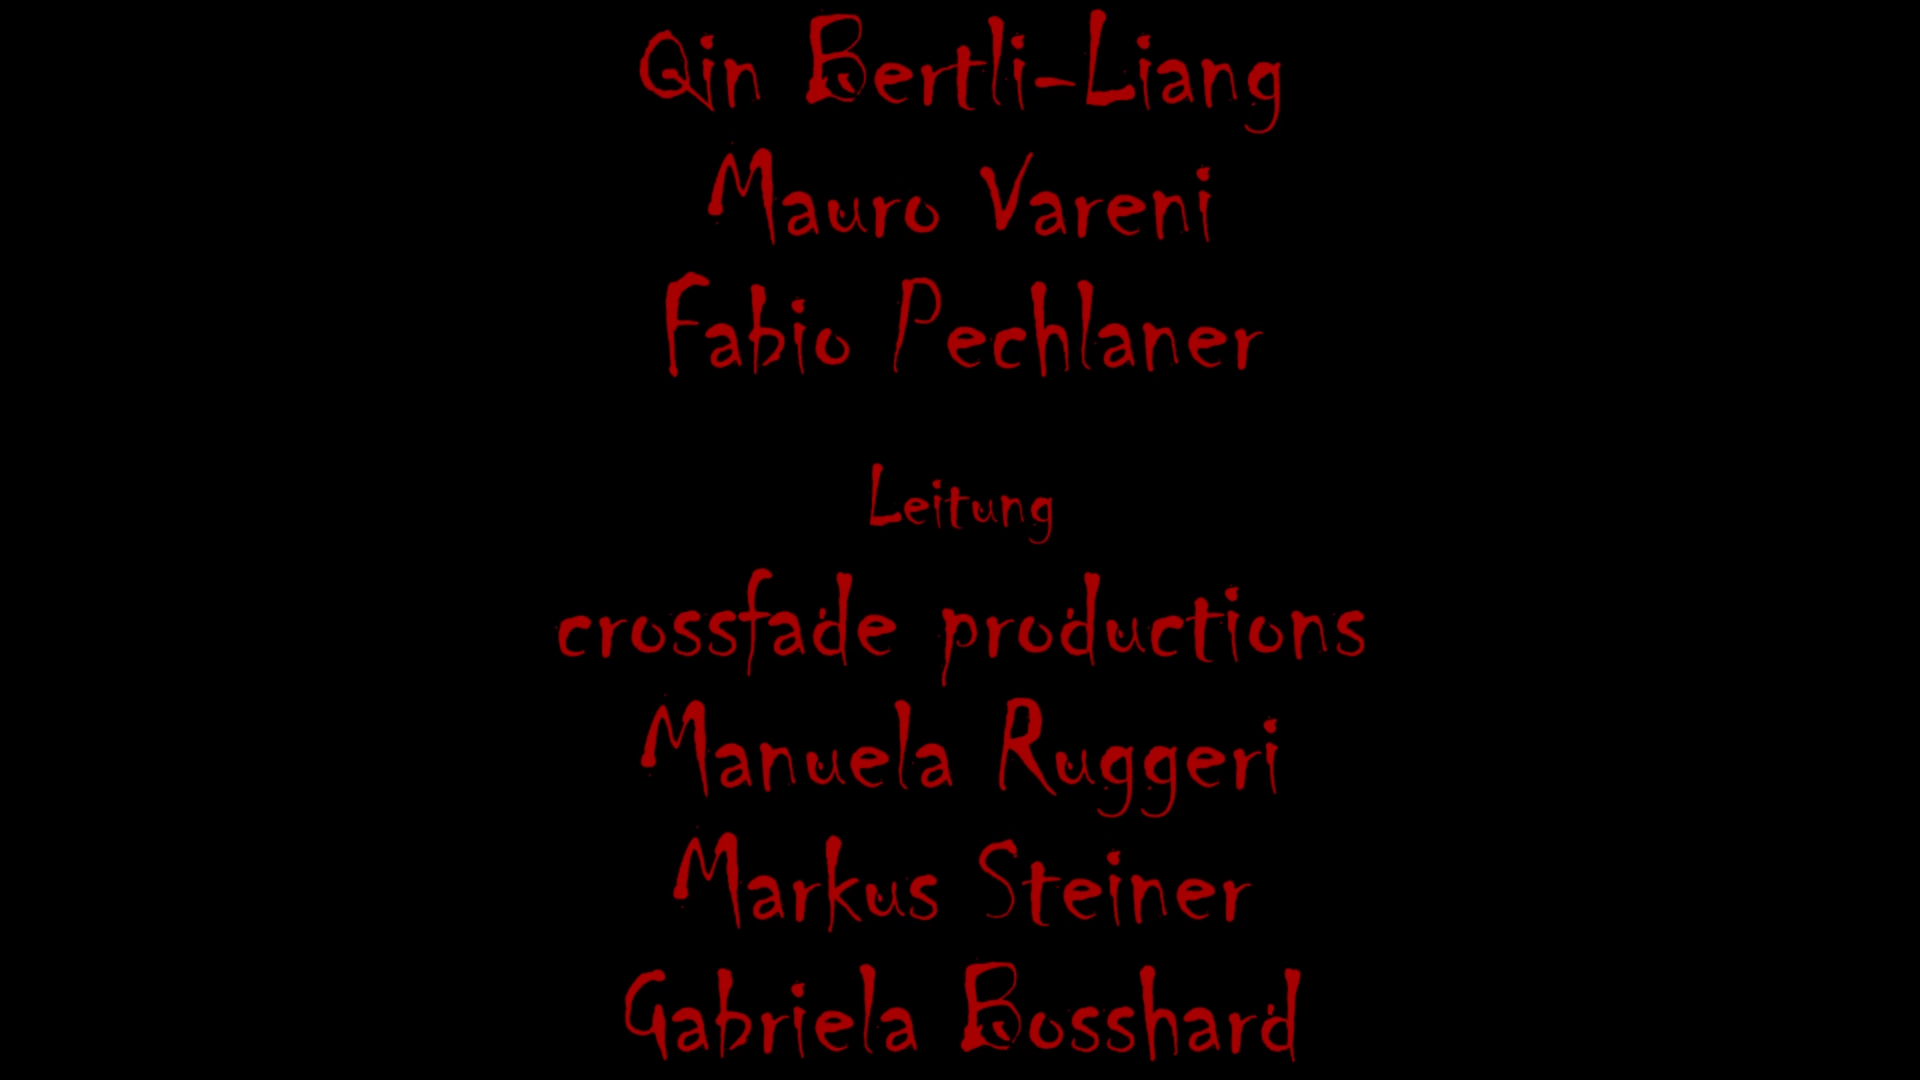 Qin Bertli-Liang
Mauro Vareni
Fabio Pechlaner
Leitung
crossfade productions
Manuela Ruggeri
Markus Steiner
Gabriela Bosshard